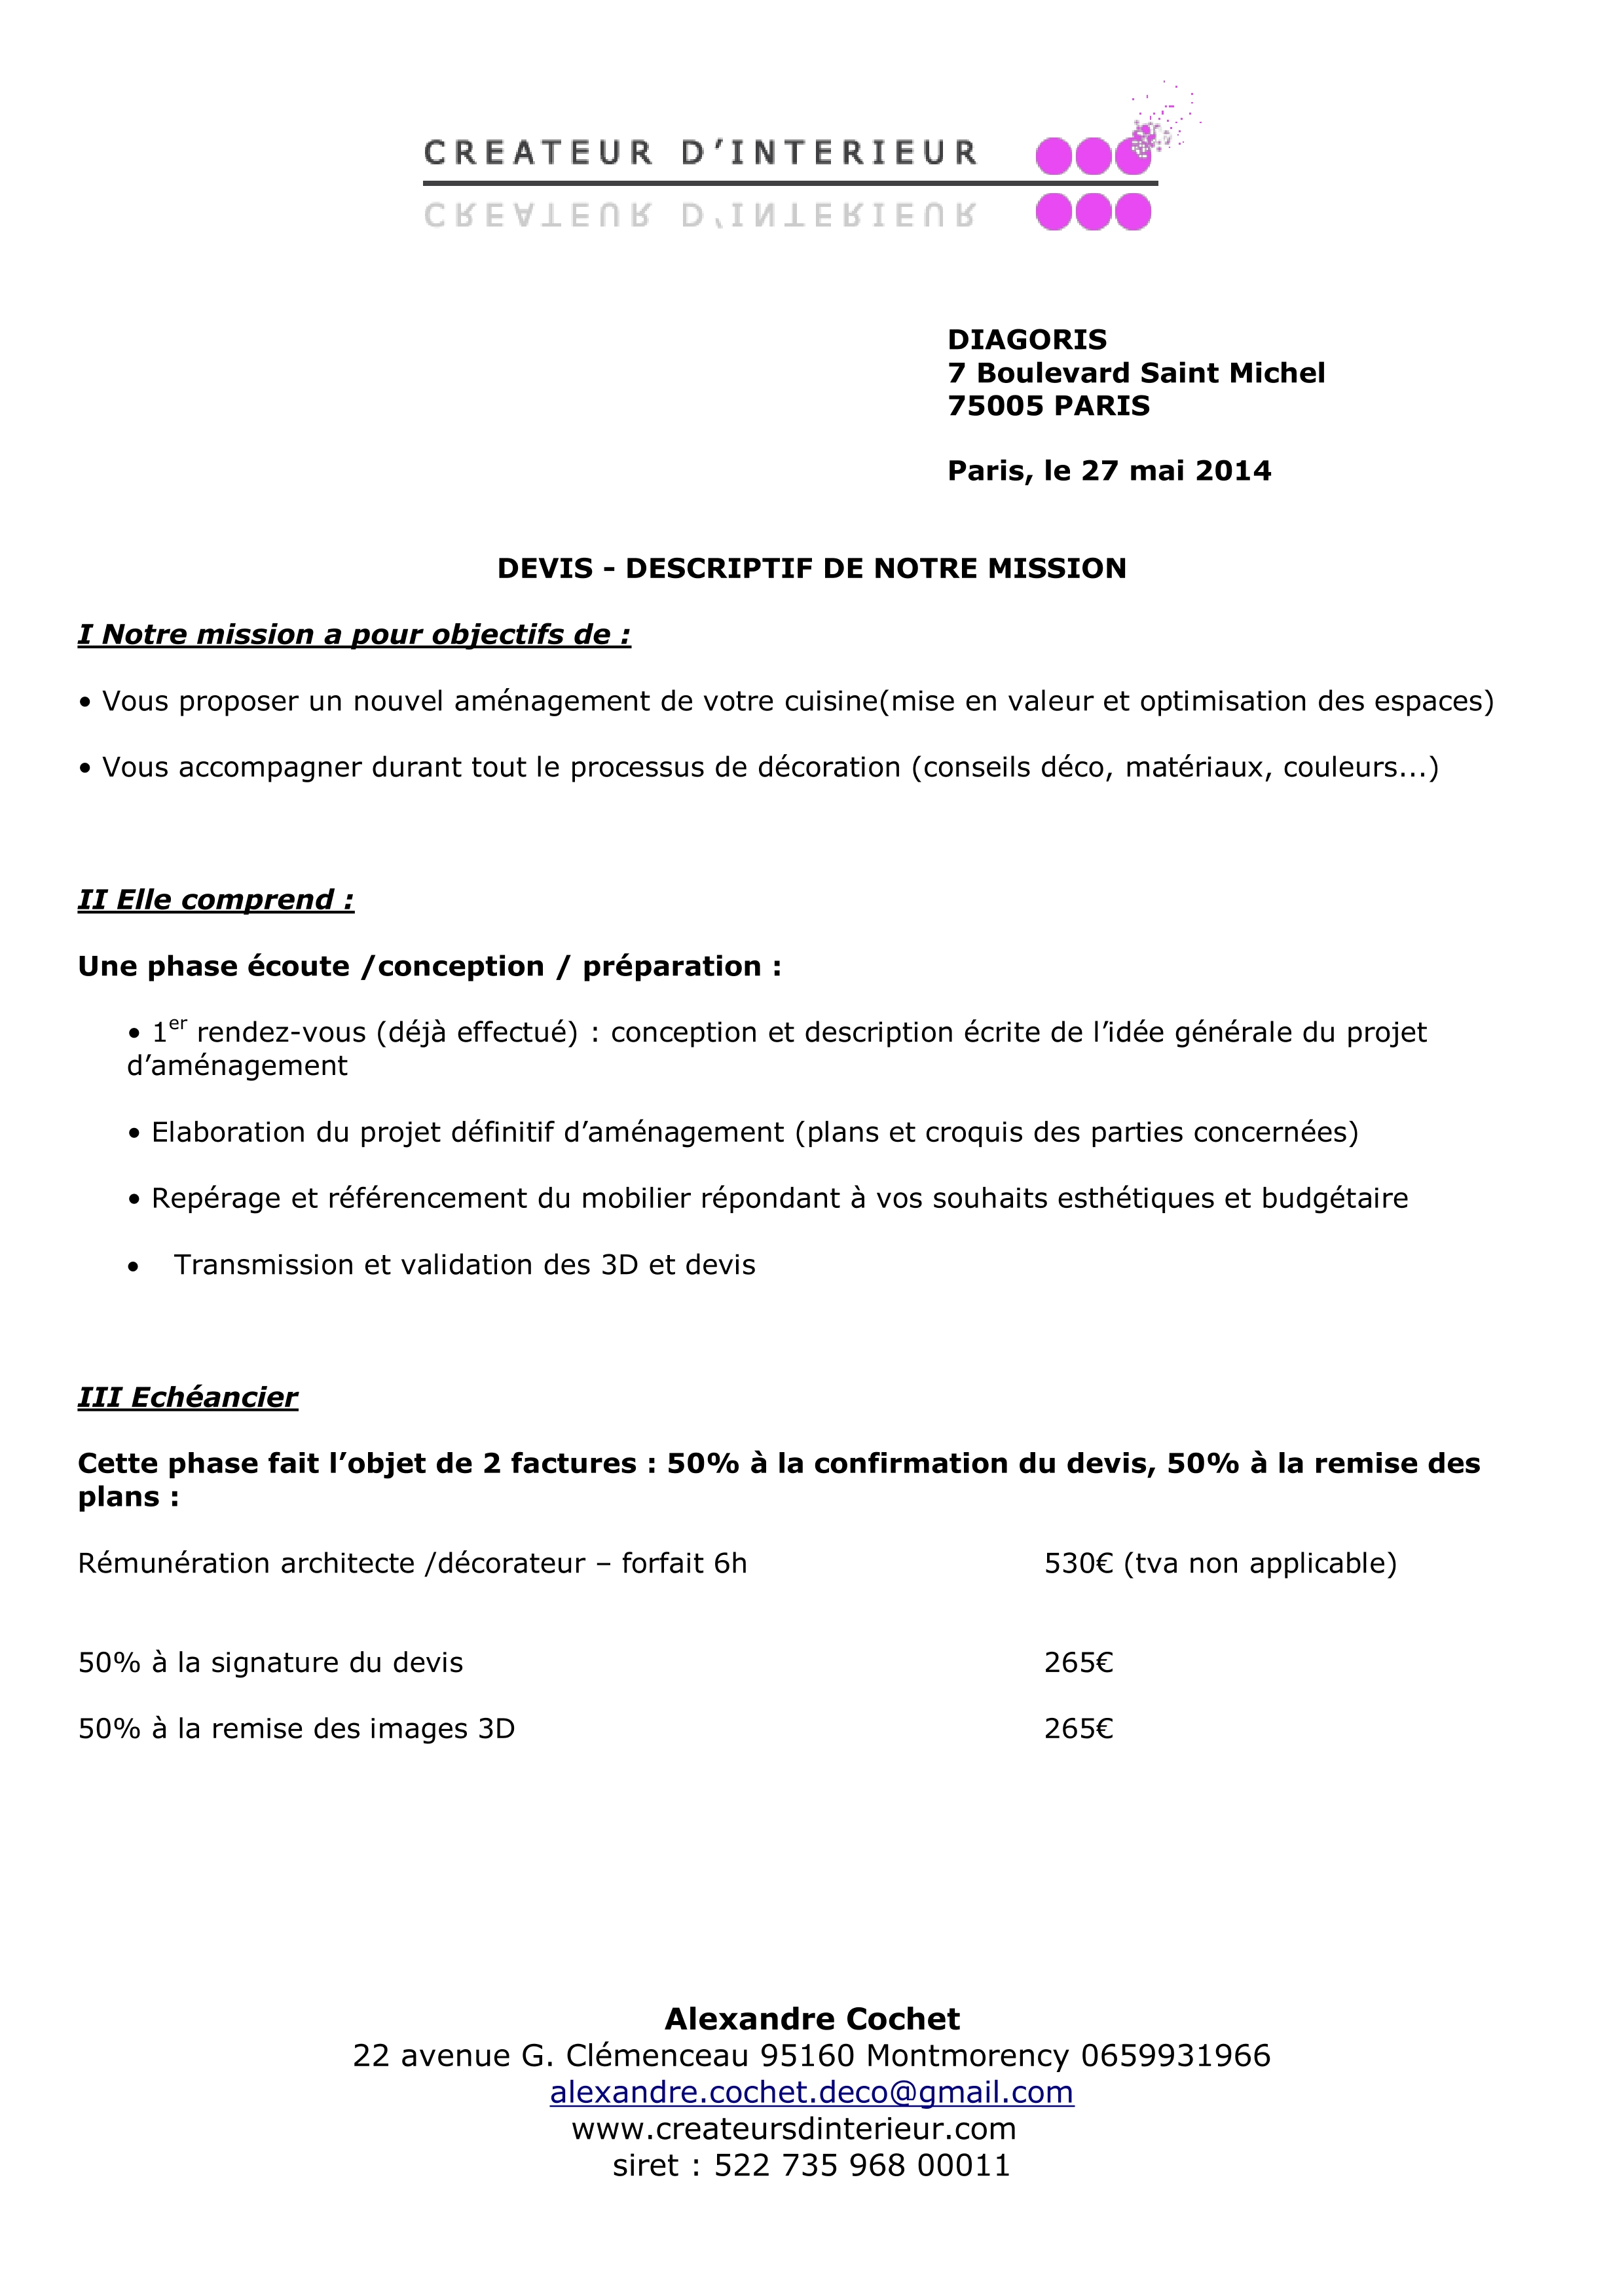 CREATEUR D’INTERIEUR
CREATEUR D’INTERIEUR
DIAGORIS
7 Boulevard Saint Michel
75005 PARIS
Paris, le 27 mai 2014
DEVIS – DESCRIPTIF DE NOTRE MISSION
I Notre mission a pour objectifs de :
• Vous proposer un nouvel aménagement de votre cuisine(mise en valeur et optimisation des espaces)
• Vous accompagner durant tout le processus de décoration (conseils déco, matériaux, couleurs...)
II Elle comprend :
Une phase écoute /conception / préparation :
• 1er rendez-vous (déjà effectué) : conception et description écrite de l’idée générale du projet
d’aménagement
• Elaboration du projet définitif d’aménagement (plans et croquis des parties concernées)
• Repérage et référencement du mobilier répondant à vos souhaits esthétiques et budgétaire
• Transmission et validation des 3D et devis
III Echéancier
Cette phase fait l’objet de 2 factures : 50% à la confirmation du devis, 50% à la remise des
plans :
Rémunération architecte /décorateur – forfait 6h 530€ (tva non applicable)
50% à la signature du devis 265€
50% à la remise des images 3D 265€
Alexandre Cochet
22 avenue G. Clémenceau 95160 Montmorency 0659931966
alexandre.cochet.deco@gmail.com
www.createursdinterieur.com
siret : 522 735 968 00011